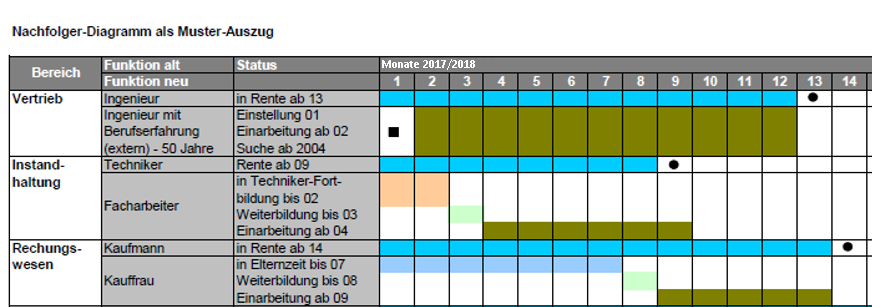 Nachfolger-Diagramm als Muster-Auszug
Bereich Funktion alt Status Monate 2017/2018
Funktion neu 1 2 3 4 5 6 7 8 9 10 11 12 13 14
Vertrieb Ingenieur in Rente ab 13
Ingenieur mit Einstellung 01
Berufserfahrung Einarbeitung ab 02
(extern) - 50 Jahre Suche ab 2004
Instand- Techniker Rente ab 09
haltung in Techniker-Fort-
bildung bis 02
Facharbeiter Weiterbildung bis 03
Einarbeitung ab 04
Rechungs- Kaufmann in Rente ab 14
wesen in Elternzeit bis 07
Kauffrau Weiterbildung bis 08
Einarbeitung ab 09